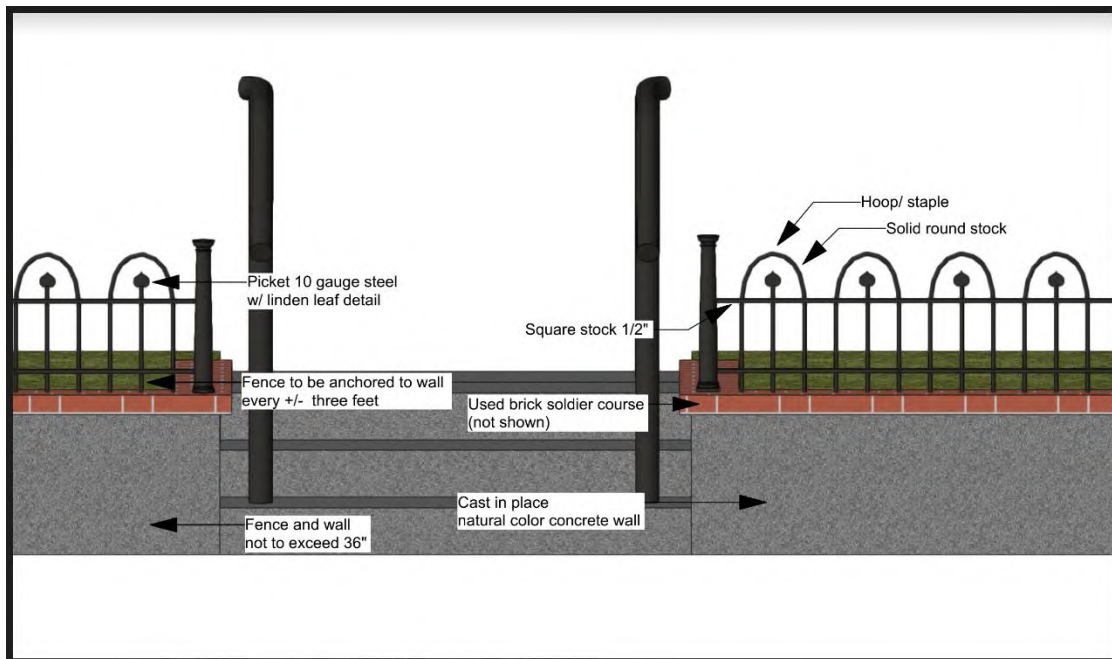 Hoop/ staple
Solid round stock
Picket 10 gauge steel
w/ linden leaf detail
Square stock 1/2"
Fence to be anchored to wall
every +/-  three feet
Used brick soldier course
(not shown)
Cast in place
natural color concrete wall
Fence and wall
not to exceed 36"